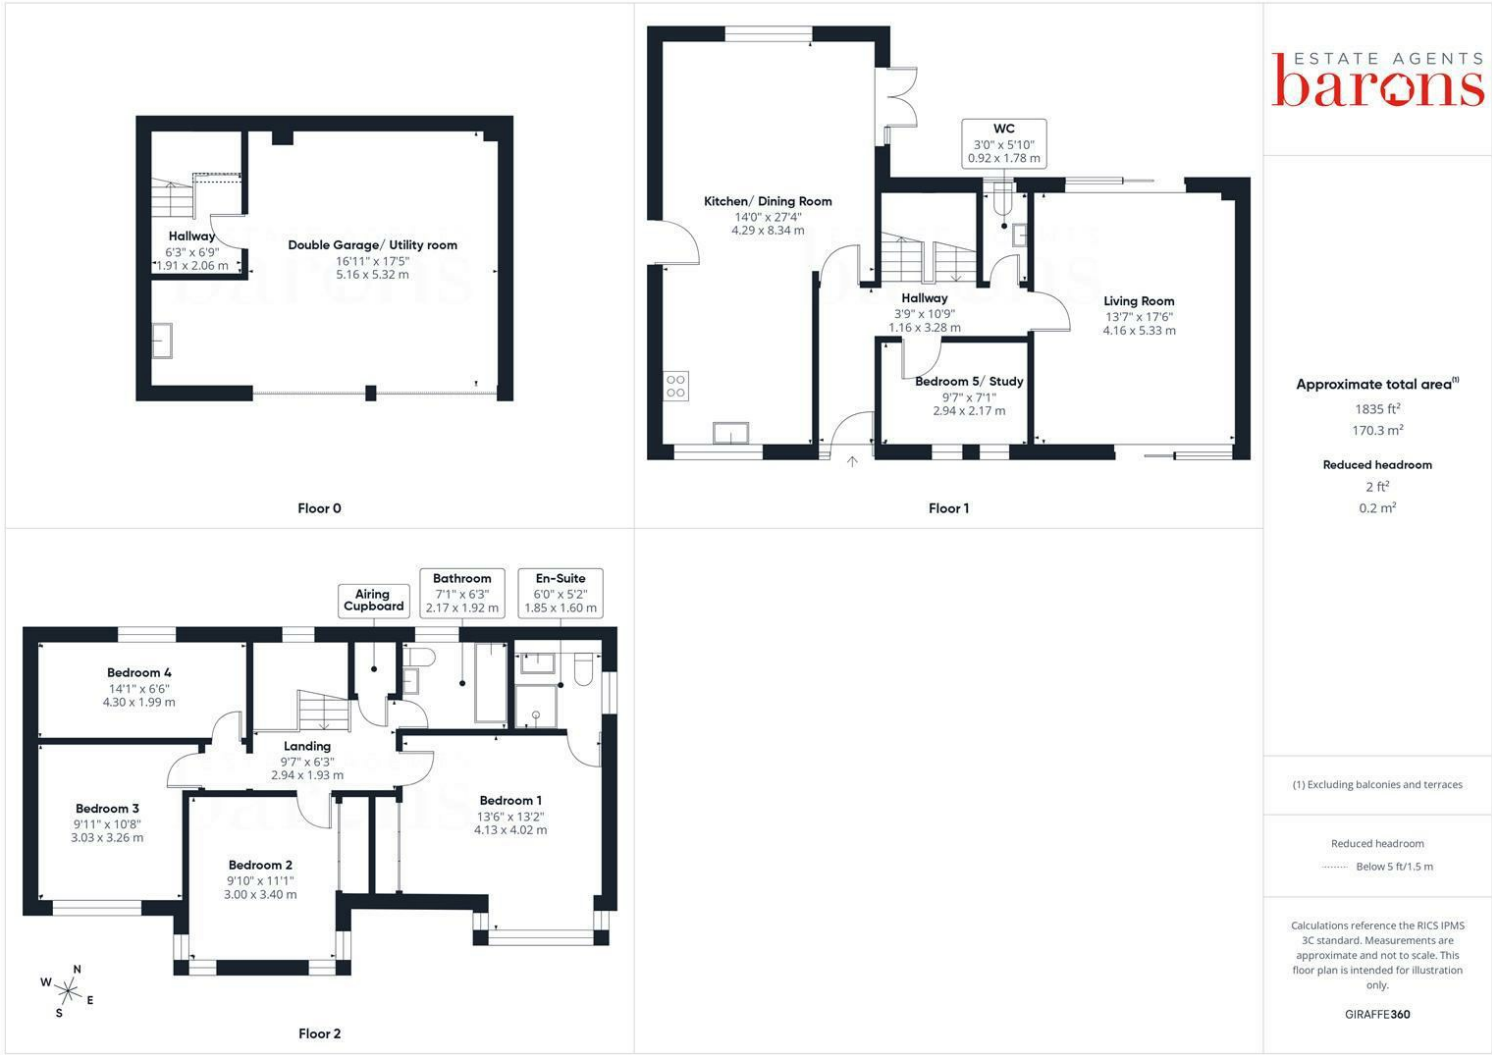 Hallway
6'3" x 6'9"
1.91 x 2.06 m
Double Garage/ Utility room
16'11" x 17'5"
5.16 x 5.32 m
Floor 0
WC
3'0" x 5'10"
0.92 x 1.78 m
Kitchen/ Dining Room
14'0" x 27'4"
4.29 x 8.34 m
Hallway
3'9" x 10'9"
1.16 x 3.28 m
Living Room
13'7" x 17'6"
4.16 x 5.33 m
Bedroom 5/ Study
9'7" x 7'1"
2.94 x 2.17 m
Floor 1
Airing
Cupboard
Bathroom
7'1" x 6'3"
2.17 x 1.92 m
En-Suite
6'0" x 5'2"
1.85 x 1.60 m
Bedroom 4
14'1" x 6'6"
4.30 x 1.99 m
Landing
9'7" x 6'3"
2.94 x 1.93 m
Bedroom 3
9'11" x 10'8"
3.03 x 3.26 m
Bedroom 2
9'10" x 11'1"
3.00 x 3.40 m
Bedroom 1
13'6" x 13'2"
4.13 x 4.02 m
N
W
E
S
Floor 2
ESTATE AGENTS
barons
Approximate total area(1)
1835 ft²
170.3 m²
Reduced headroom
2 ft²
0.2 m²
(1) Excluding balconies and terraces
Reduced headroom
Below 5 ft/1.5 m
Calculations reference the RICS IPMS
3C standard. Measurements are
approximate and not to scale. This
floor plan is intended for illustration
only.
GIRAFFE360